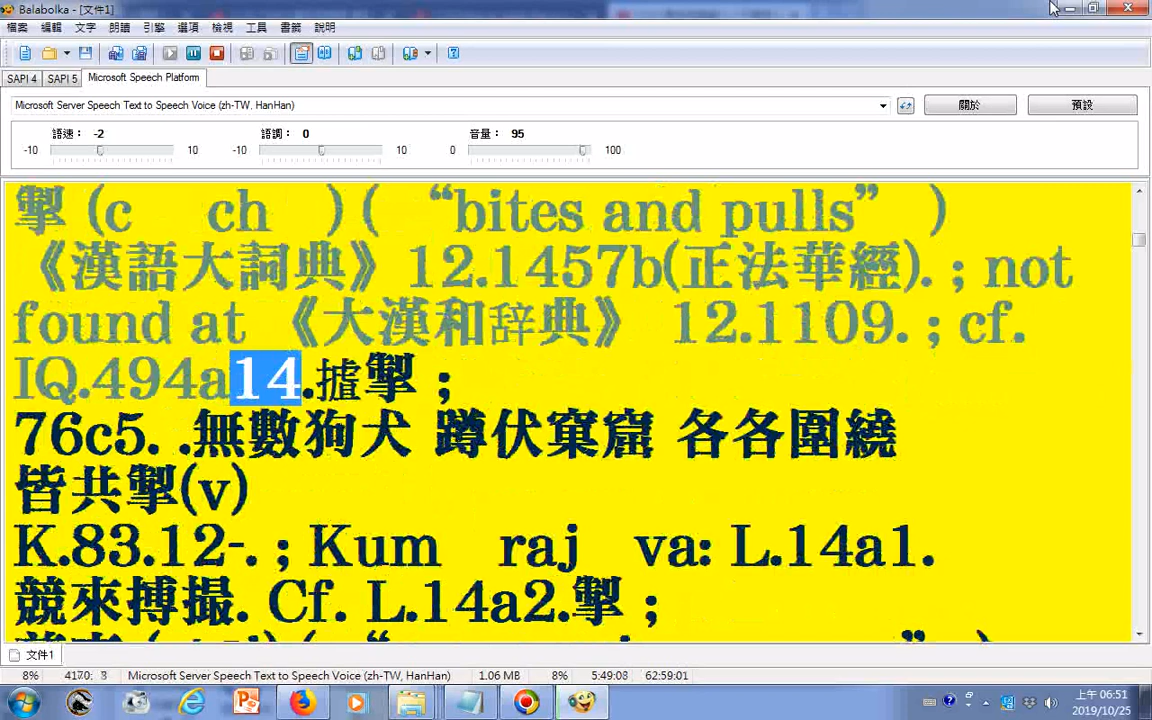 Balabolka - [文件1]
檔案 編輯 文字 朗讀 引擎 選項 檢視 工具 書籤 說明
SAPI 4 SAPI 5 Microsoft Speech Platform
Microsoft Server Speech Text to Speech Voice (zh-TW, HanHan) 關於 預設
語速： -2 語調： 0 音量： 95
-10 10 -10 10 0 100
掣 (c ch )( “bites and pulls” )
《漢語大詞典》 12.1457b(正法華經). ; not
found at 《大漢和辞典》 12.1109. ; cf.
IQ.494a14.攎掣 ;
76c5. .無數狗犬 蹲伏窠窟 各各圍繞
皆共掣(v)
K.83.12-. ; Kum raj va: L.14a1.
競來搏撮. Cf. L.14a2.掣 ;
文件1
8% 4170: 3 Microsoft Server Speech Text to Speech Voice (zh-TW, HanHan) 1.06 MB 8% 5:49:08 62:59:01
上午 06:51
2019/10/25